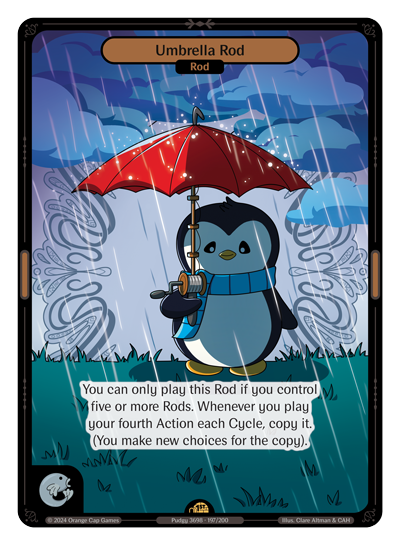 Umbrella Rod
Rod
You can only play this Rod if you control
five or more Rods. Whenever you play
your fourth Action each Cycle, copy it.
(You make new choices for the copy).
© 2024 Orange Cap Games
Pudgy 3698 · 197/200
Illus. Clare Altman & CAH